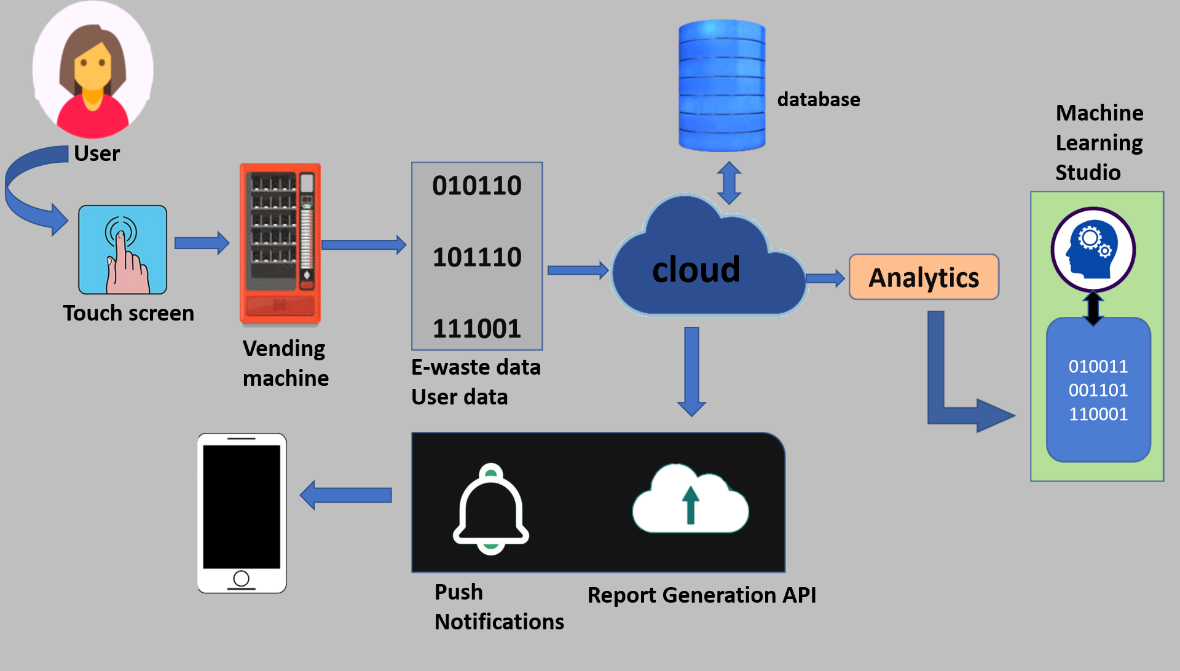 User
Touch screen
Vending
machine
010110
101110
111001
E-waste data
User data
cloud
database
Analytics
Machine
Learning
Studio
010011
001101
110001
Push
Notifications
Report Generation API